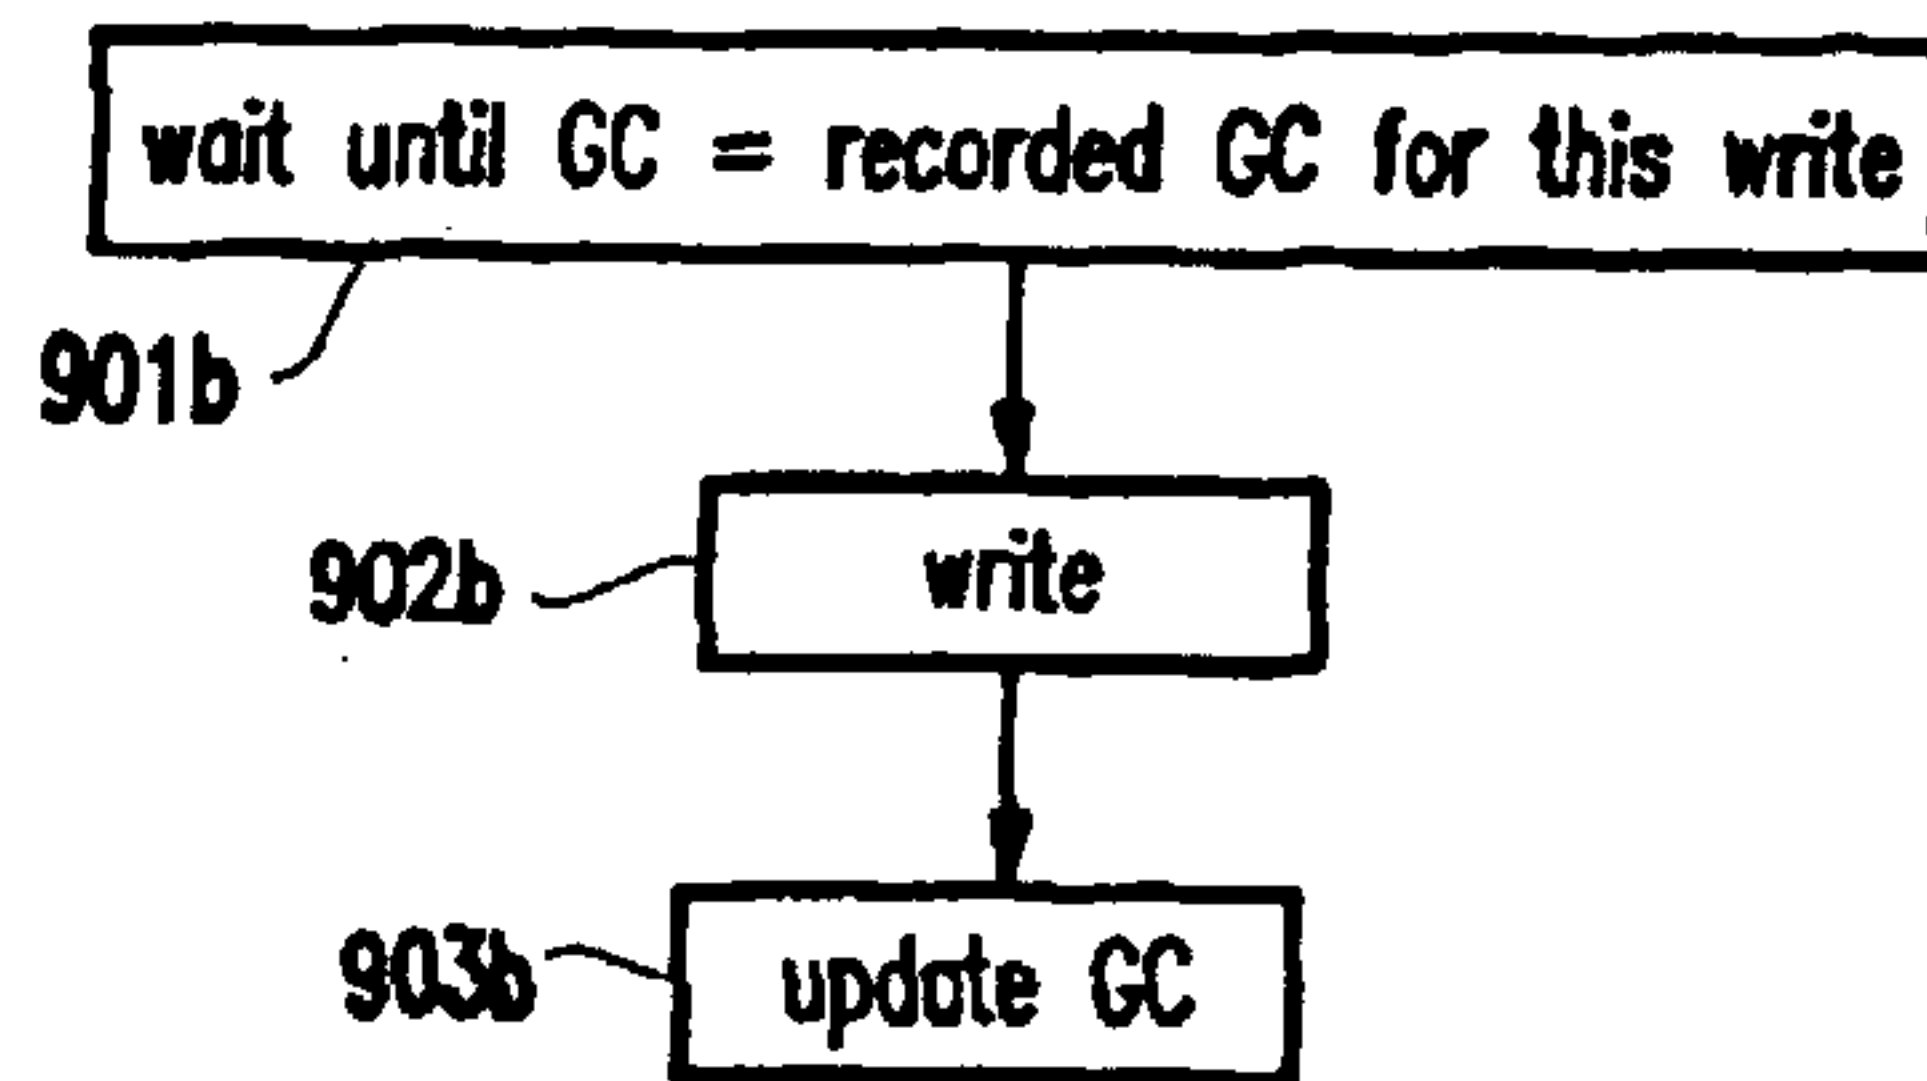 wait until GC = recorded GC for this write
901b
902b
write
903b
update GC